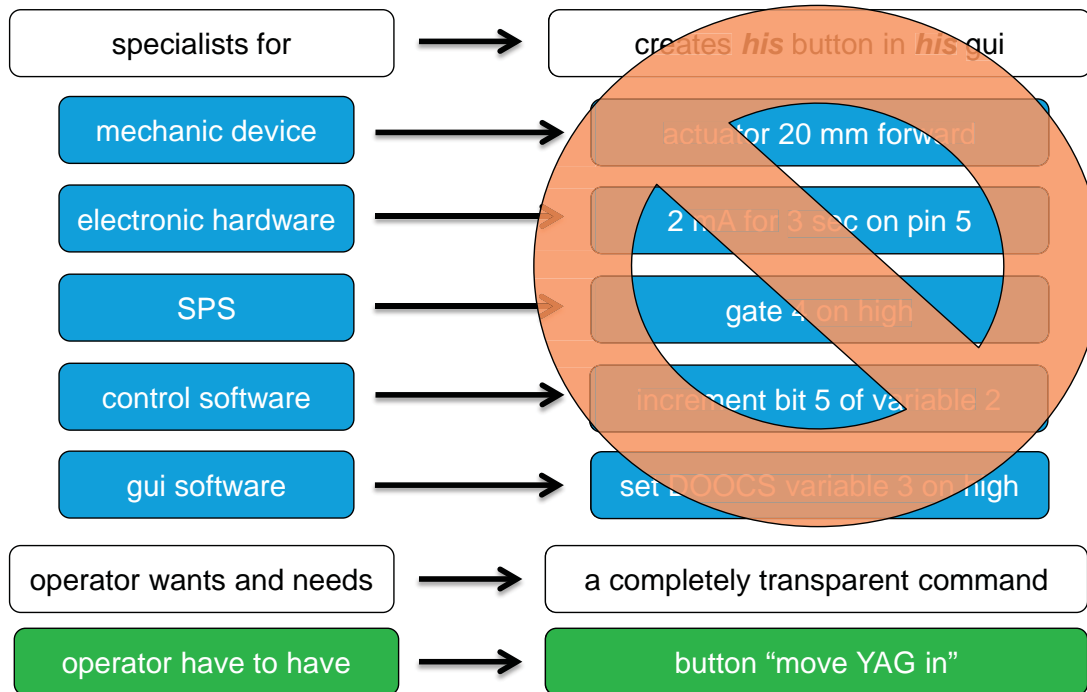 specialists for
creates his button in his gui
mechanic device
actuator 20 mm forward
electronic hardware
2 mA for 3 sec on pin 5
SPS
gate 4 on high
control software
increment bit 5 of variable 2
gui software
set DOOCS variable 3 on high
operator wants and needs
a completely transparent command
operator have to have
button “move YAG in”